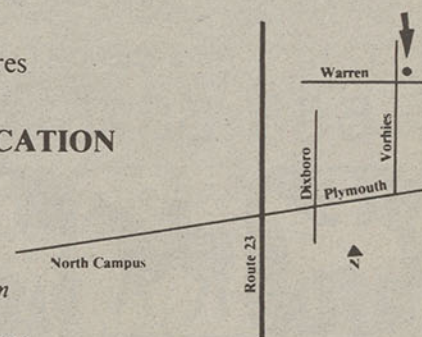 res
CATION
Warren
Vorhies
Dixboro
Plymouth
Route 23
North Campus
N
n